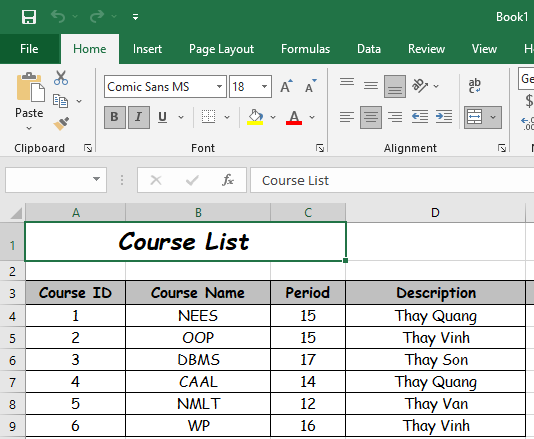 Book1
File Home Insert Page Layout Formulas Data Review View H
Comic Sans MS 18 A A ab Ge
Paste B I U A $
Clipboard Font Alignment
fx Course List
A B C D
1 Course List
2
3 Course ID Course Name Period Description
4 1 NEES 15 Thay Quang
5 2 OOP 15 Thay Vinh
6 3 DBMS 17 Thay Son
7 4 CAAL 14 Thay Quang
8 5 NMLT 12 Thay Van
9 6 WP 16 Thay Vinh